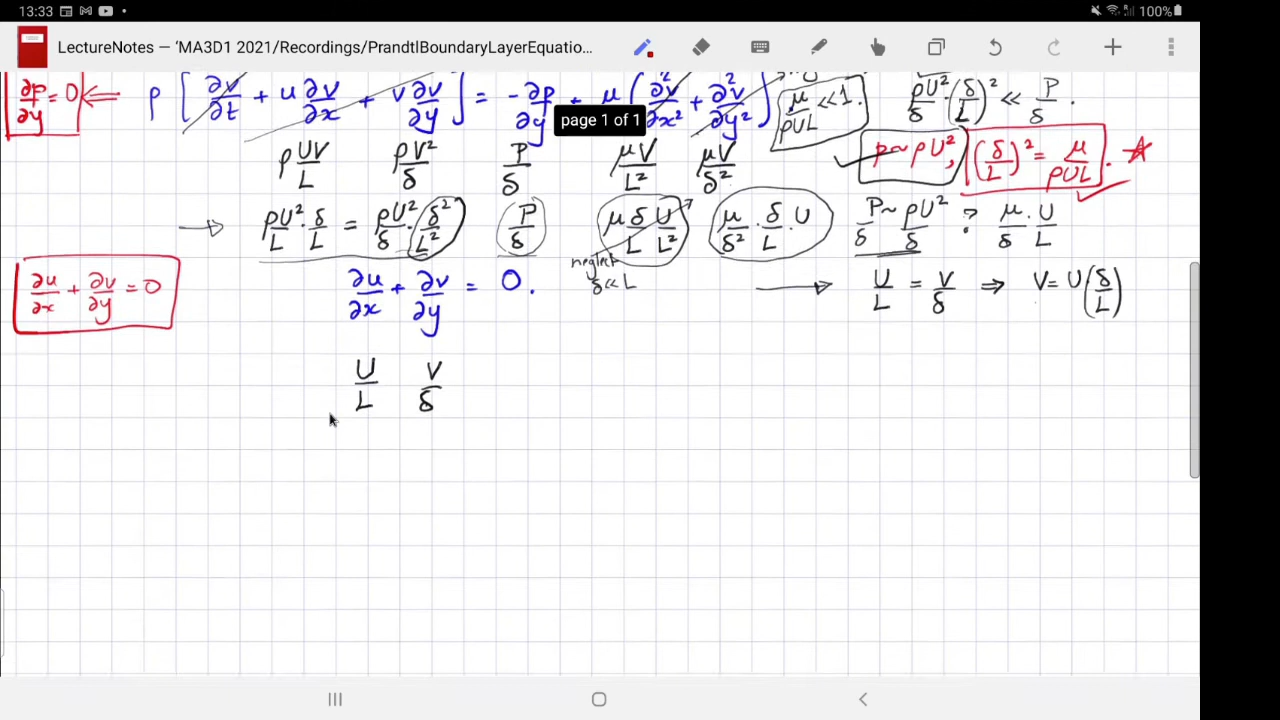 13:33 100%
LectureNotes — ‘MA3D1 2021/Recordings/PrandtlBoundaryLayerEquatio...
page 1 of 1
∂p/∂y = 0 ⇐ ρ [ ∂v/∂t + u ∂v/∂x + v ∂v/∂y ] = -∂p/∂y + μ ( ∂²v/∂x² + ∂²v/∂y² ) μ/ρUL <<1. ρU²/δ · (δ/L)² << P/δ .
ρ UV/L ρV²/δ P/δ μV/L² μV/δ² p ~ ρU², (δ/L)² = μ/ρUL . ★
→ ρU²/L · δ/L = ρU²/δ · δ²/L² P/δ μ δ/L U/L² μ/δ² · δ/L · U P/δ ~ ρU²/δ ? μ/δ · U/L
neglect δ<<L
∂u/∂x + ∂v/∂y = 0 ∂u/∂x + ∂v/∂y = 0. → U/L = V/δ ⇒ V = U (δ/L)
U/L V/δ